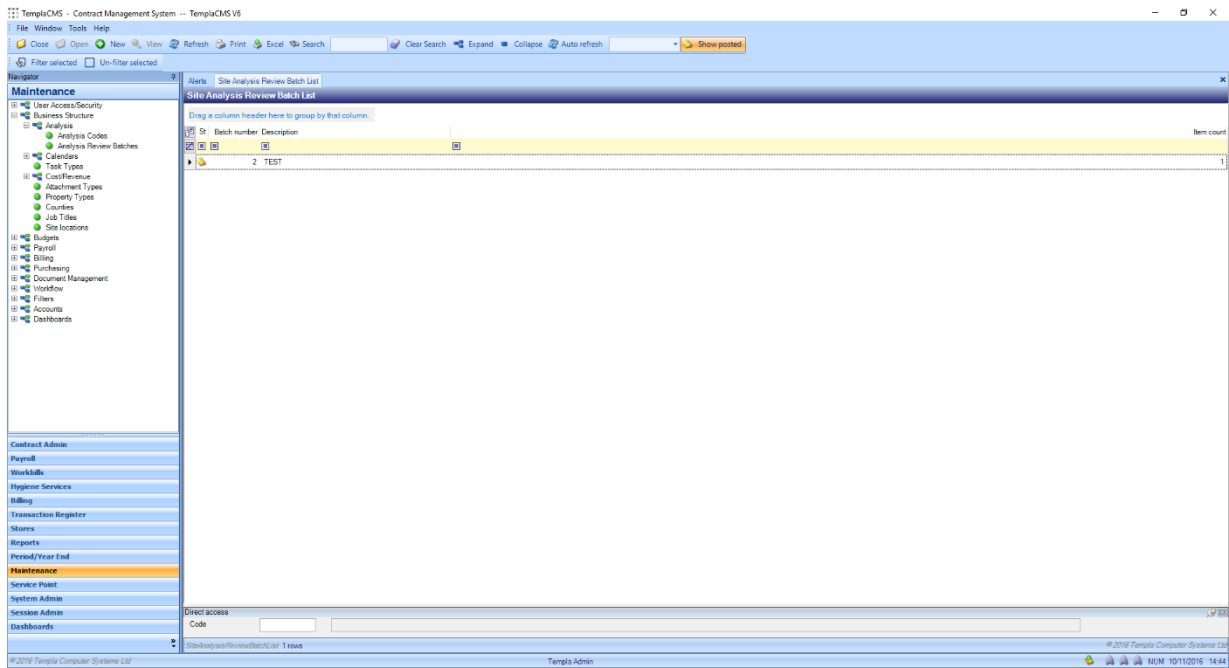 TemplaCMS - Contract Management System -- TemplaCMS V6
File Window Tools Help
Close Open New View Refresh Print Excel Search Clear Search Expand Collapse Auto refresh Show posted
Filter selected Un-filter selected
Navigator
Maintenance
User Access/Security
Business Structure
Analysis
Analysis Codes
Analysis Review Batches
Calendars
Task Types
Cost/Revenue
Attachment Types
Property Types
Counties
Job Titles
Site locations
Budgets
Payroll
Billing
Purchasing
Document Management
Workflow
Filters
Accounts
Dashboards
Contract Admin
Payroll
Workbills
Hygiene Services
Billing
Transaction Register
Stores
Reports
Period/Year End
Maintenance
Service Point
System Admin
Session Admin
Dashboards
Alerts Site Analysis Review Batch List
Site Analysis Review Batch List
Drag a column header here to group by that column.
St Batch number Description Item count
2 TEST 1
Direct access
Code
SiteAnalysisReviewBatchList 1 rows © 2016 Templa Computer Systems Ltd
© 2016 Templa Computer Systems Ltd Templa Admin NUM 10/11/2016 14:44